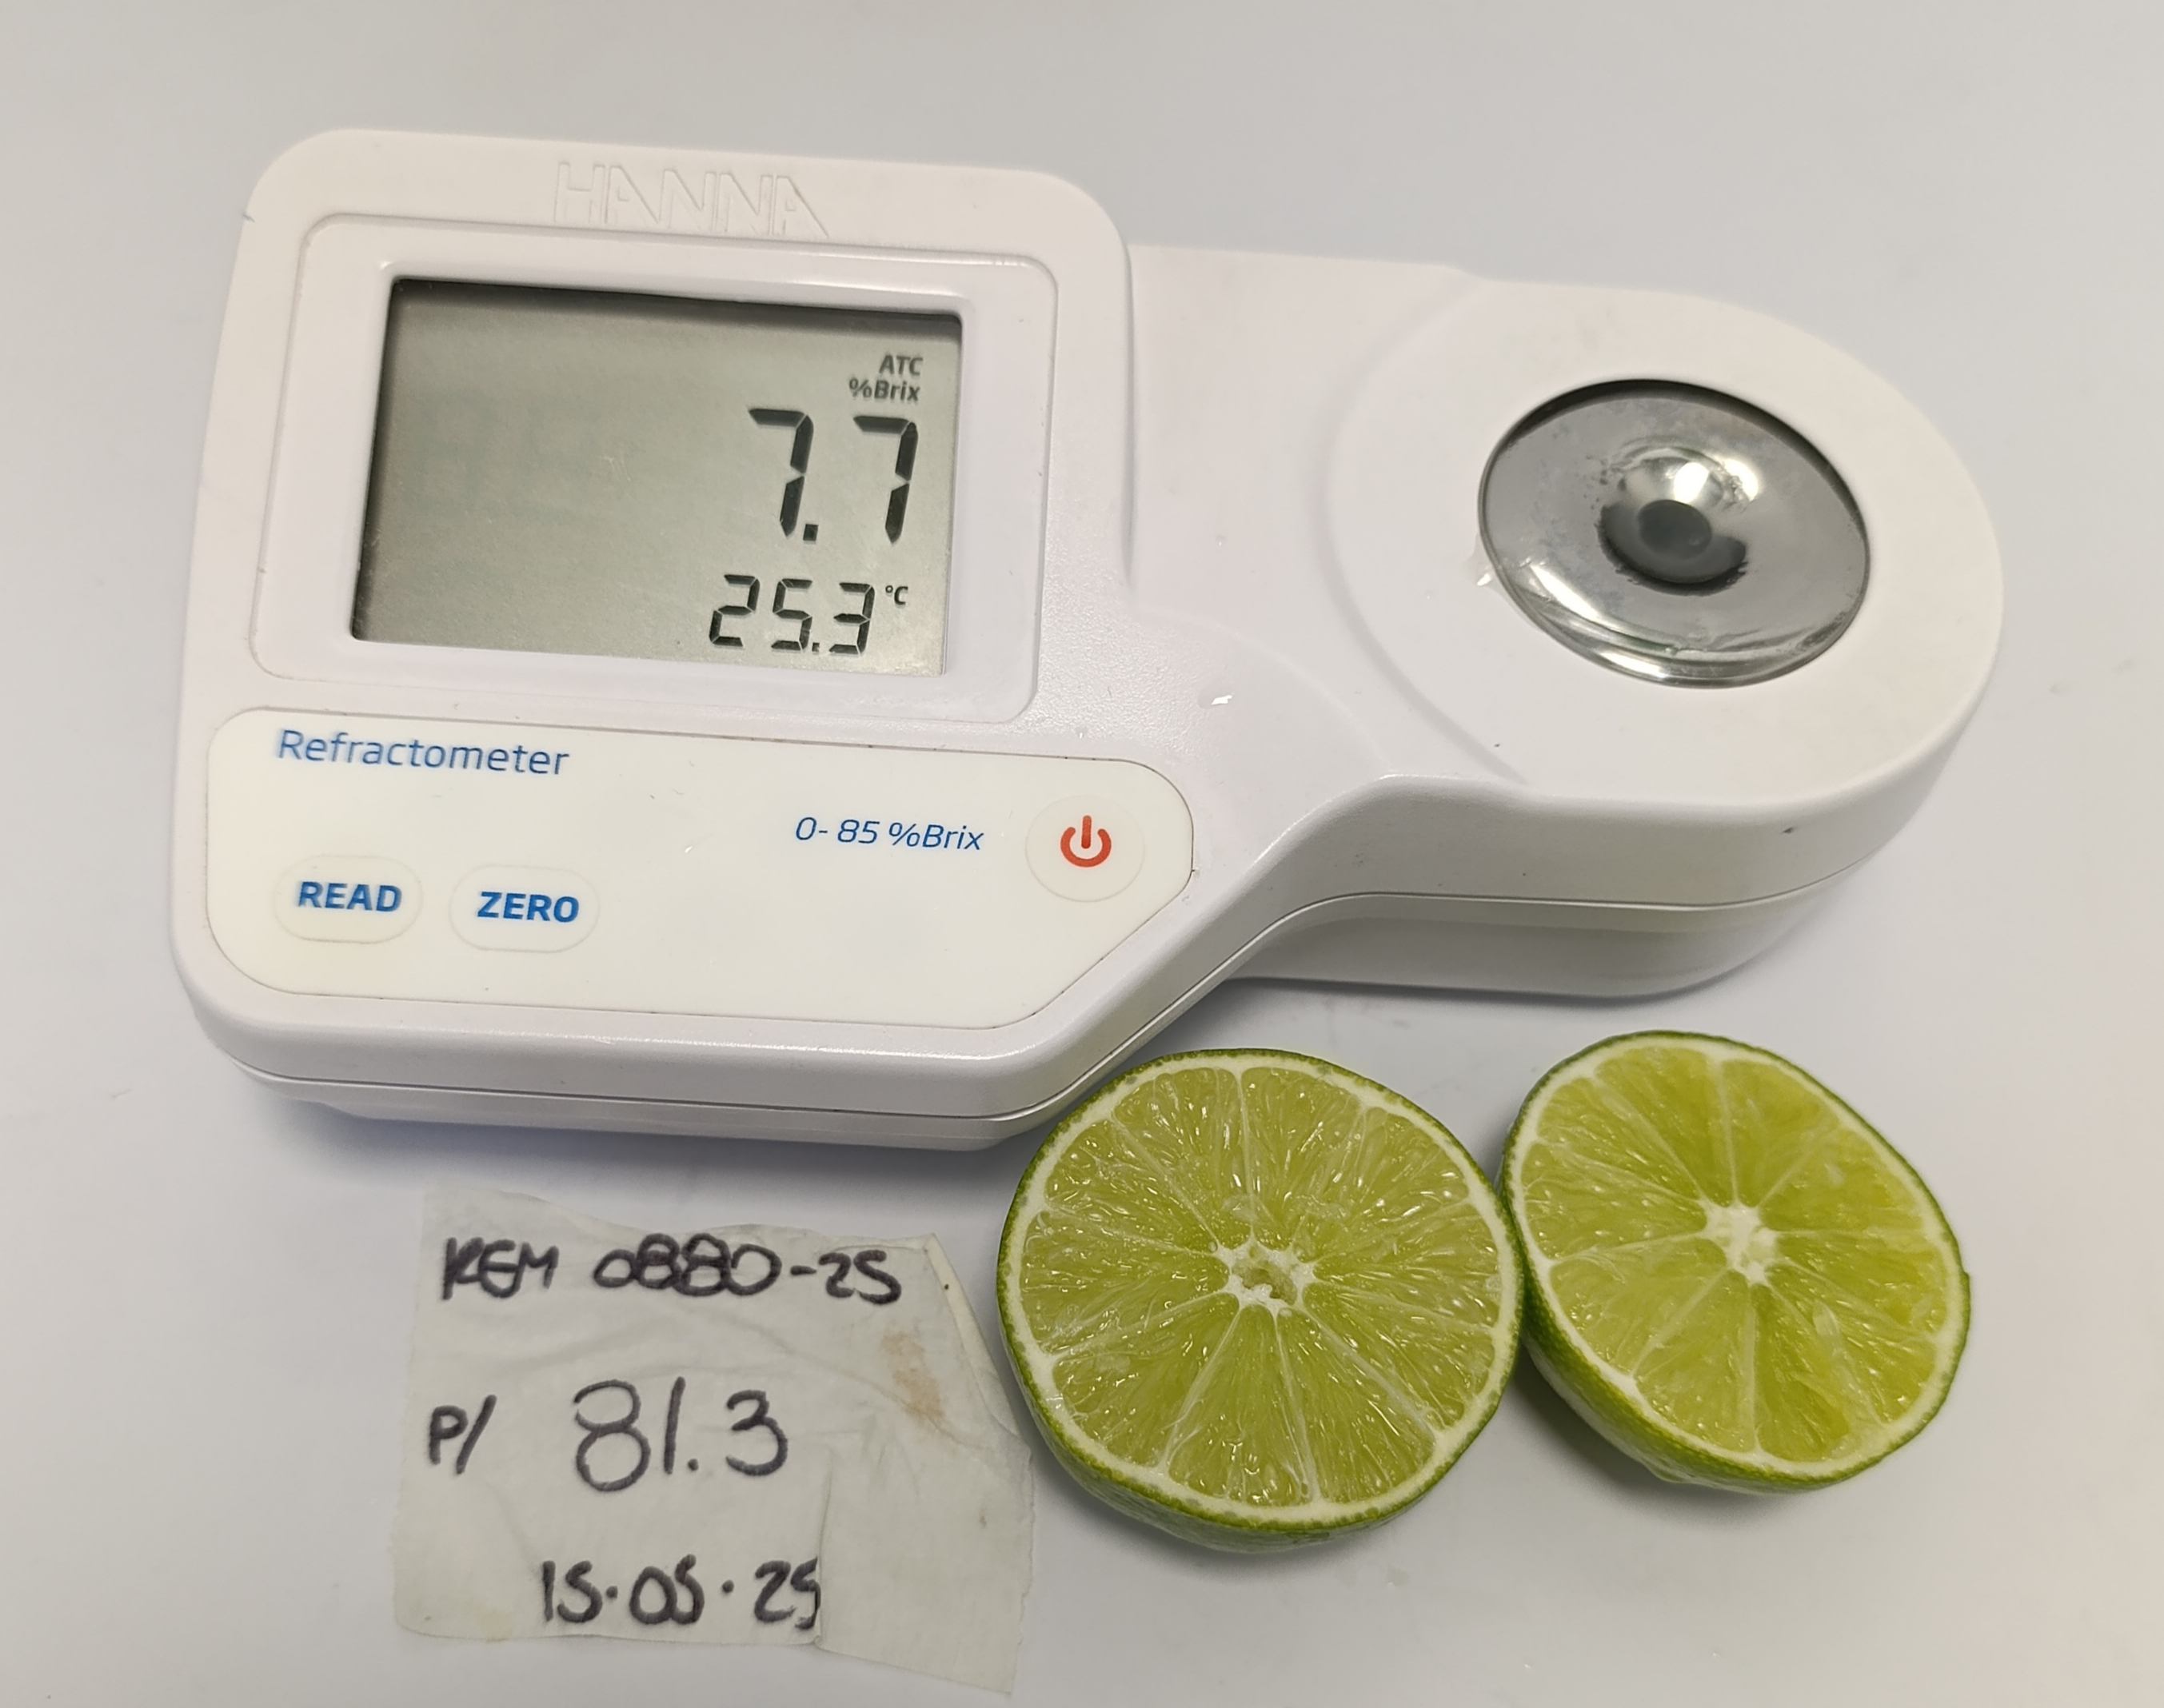 HANNA
ATC
%Brix
7.7
25.3 °C
Refractometer
0-85 %Brix
READ ZERO
REM 0880-25
P/ 81.3
15.05.25